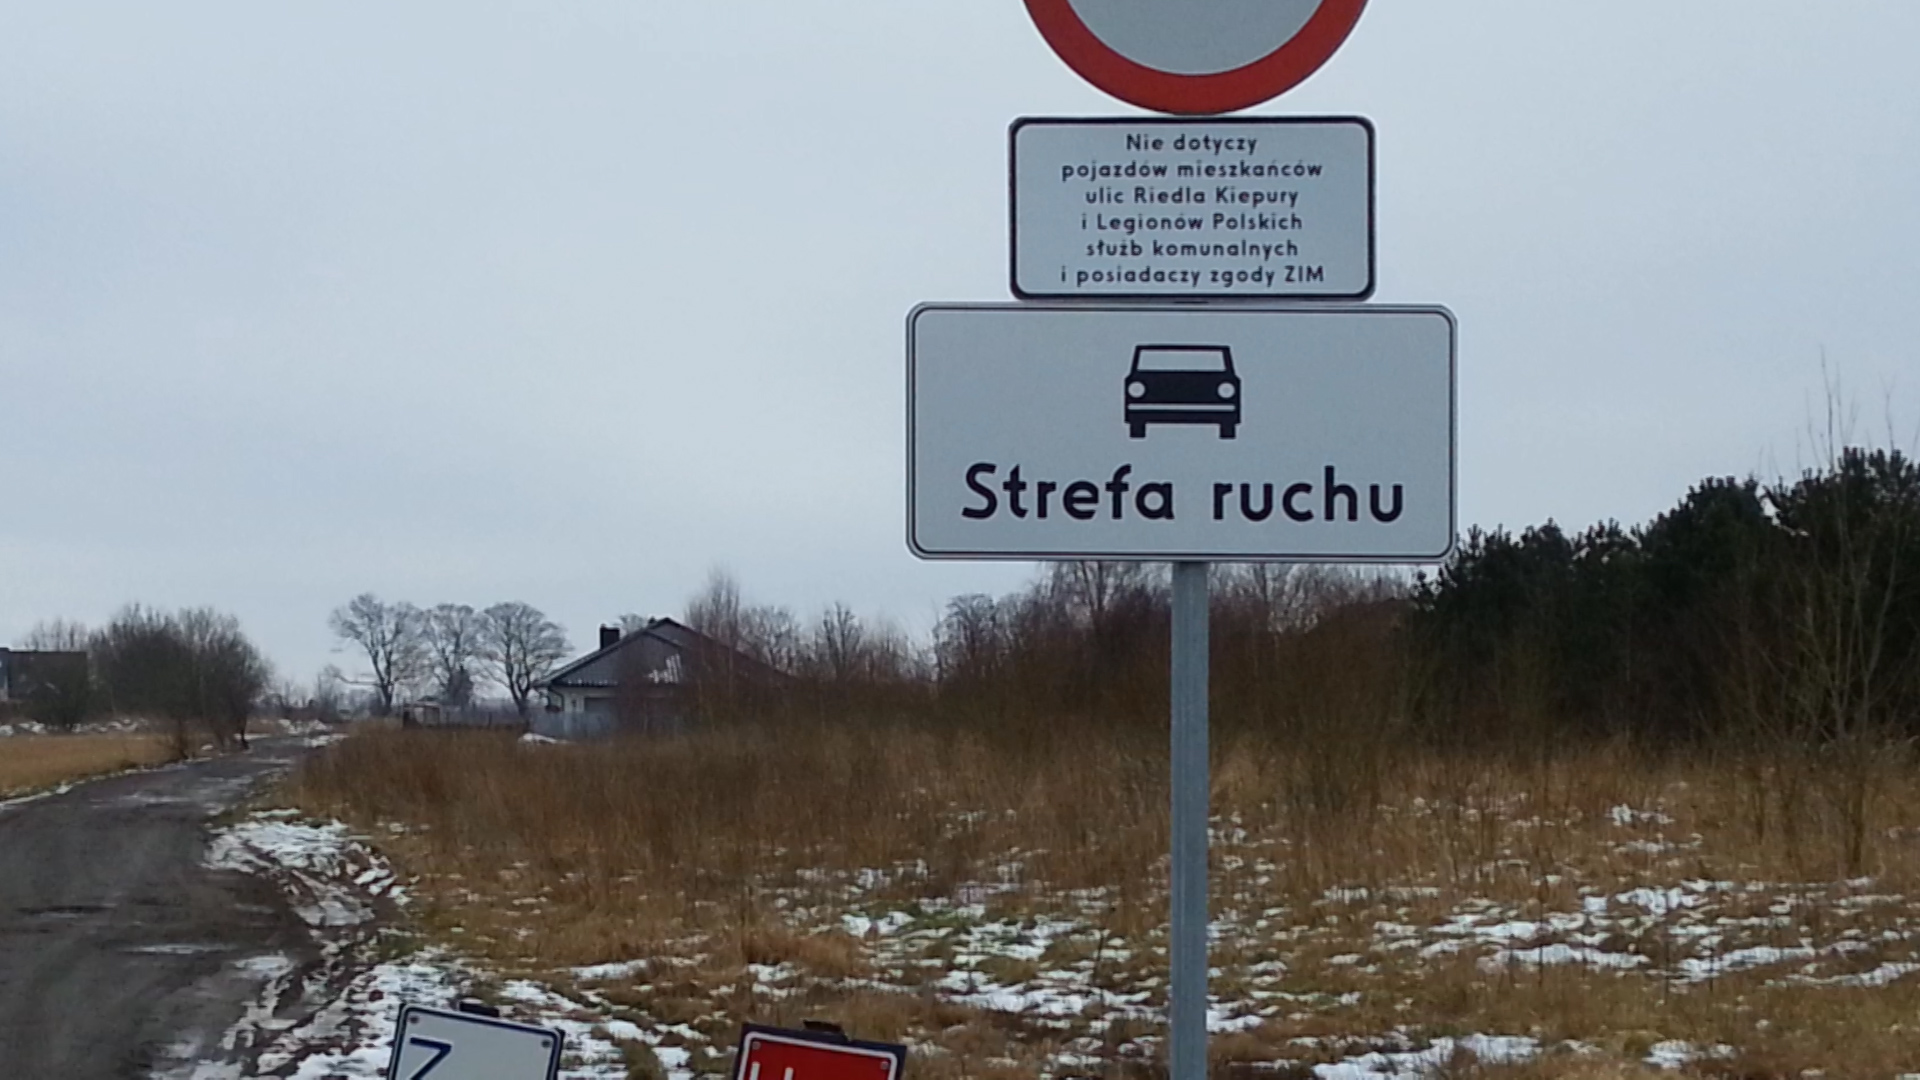 Nie dotyczy
pojazdów mieszkańców
ulic Riedla Kiepury
i Legionów Polskich
służb komunalnych
i posiadaczy zgody ZIM
Strefa ruchu
Z